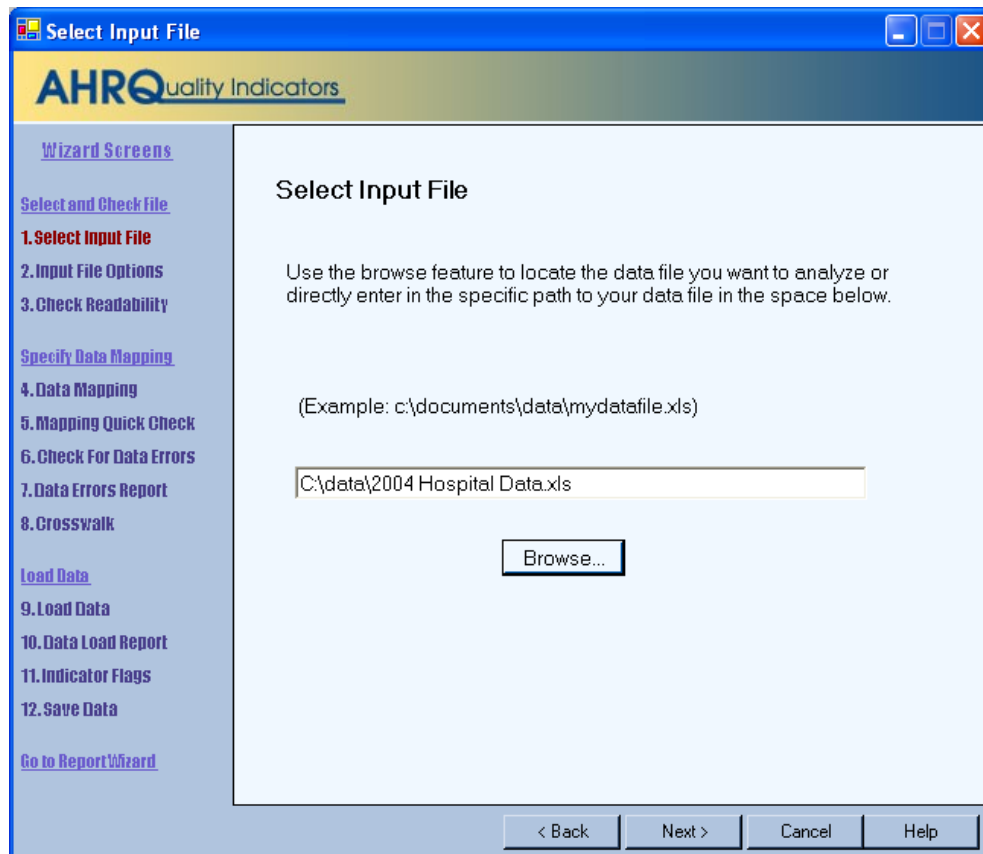 Select Input File
AHRQuality Indicators
Wizard Screens
Select and Check File
1. Select Input File
2. Input File Options
3. Check Readability
Specify Data Mapping
4. Data Mapping
5. Mapping Quick Check
6. Check For Data Errors
7. Data Errors Report
8. Crosswalk
Load Data
9. Load Data
10. Data Load Report
11. Indicator Flags
12. Save Data
Go to Report Wizard
Select Input File
Use the browse feature to locate the data file you want to analyze or
directly enter in the specific path to your data file in the space below.
(Example: c:\documents\data\mydatafile.xls)
C:\data\2004 Hospital Data.xls
Browse...
< Back
Next >
Cancel
Help